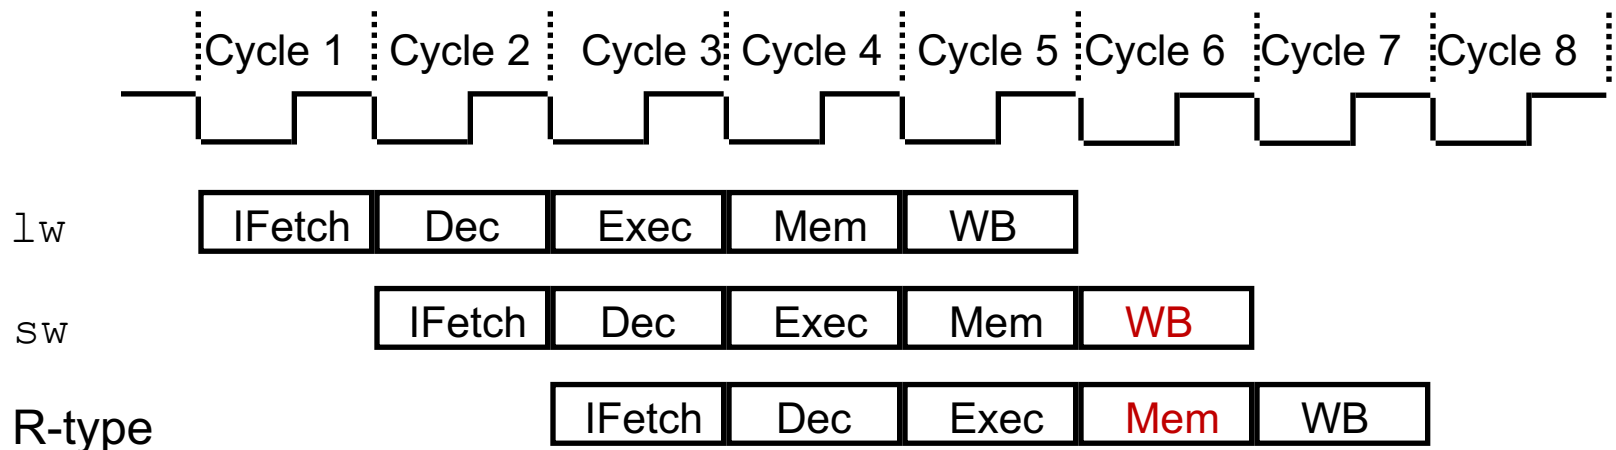 Cycle 1 Cycle 2 Cycle 3 Cycle 4 Cycle 5 Cycle 6 Cycle 7 Cycle 8
lw IFetch Dec Exec Mem WB
sw IFetch Dec Exec Mem WB
R-type IFetch Dec Exec Mem WB